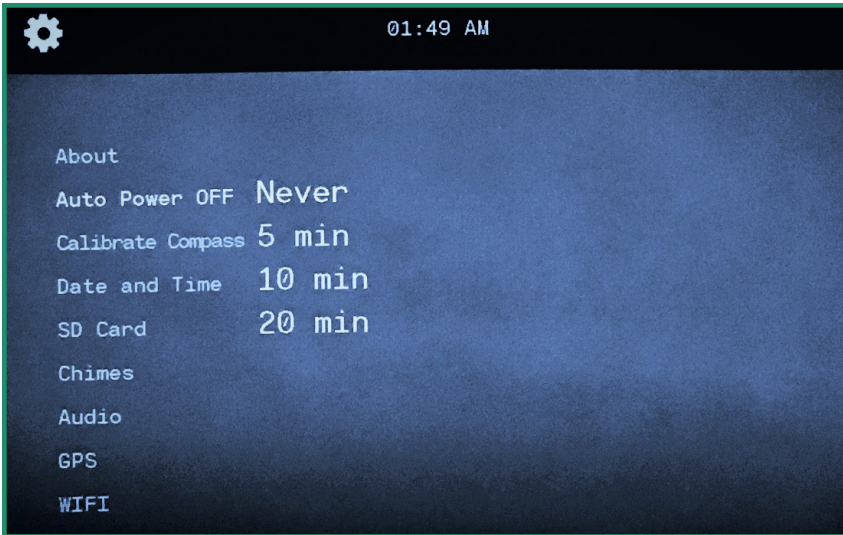 01:49 AM
About
Auto Power OFF Never
Calibrate Compass 5 min
Date and Time 10 min
SD Card 20 min
Chimes
Audio
GPS
WIFI